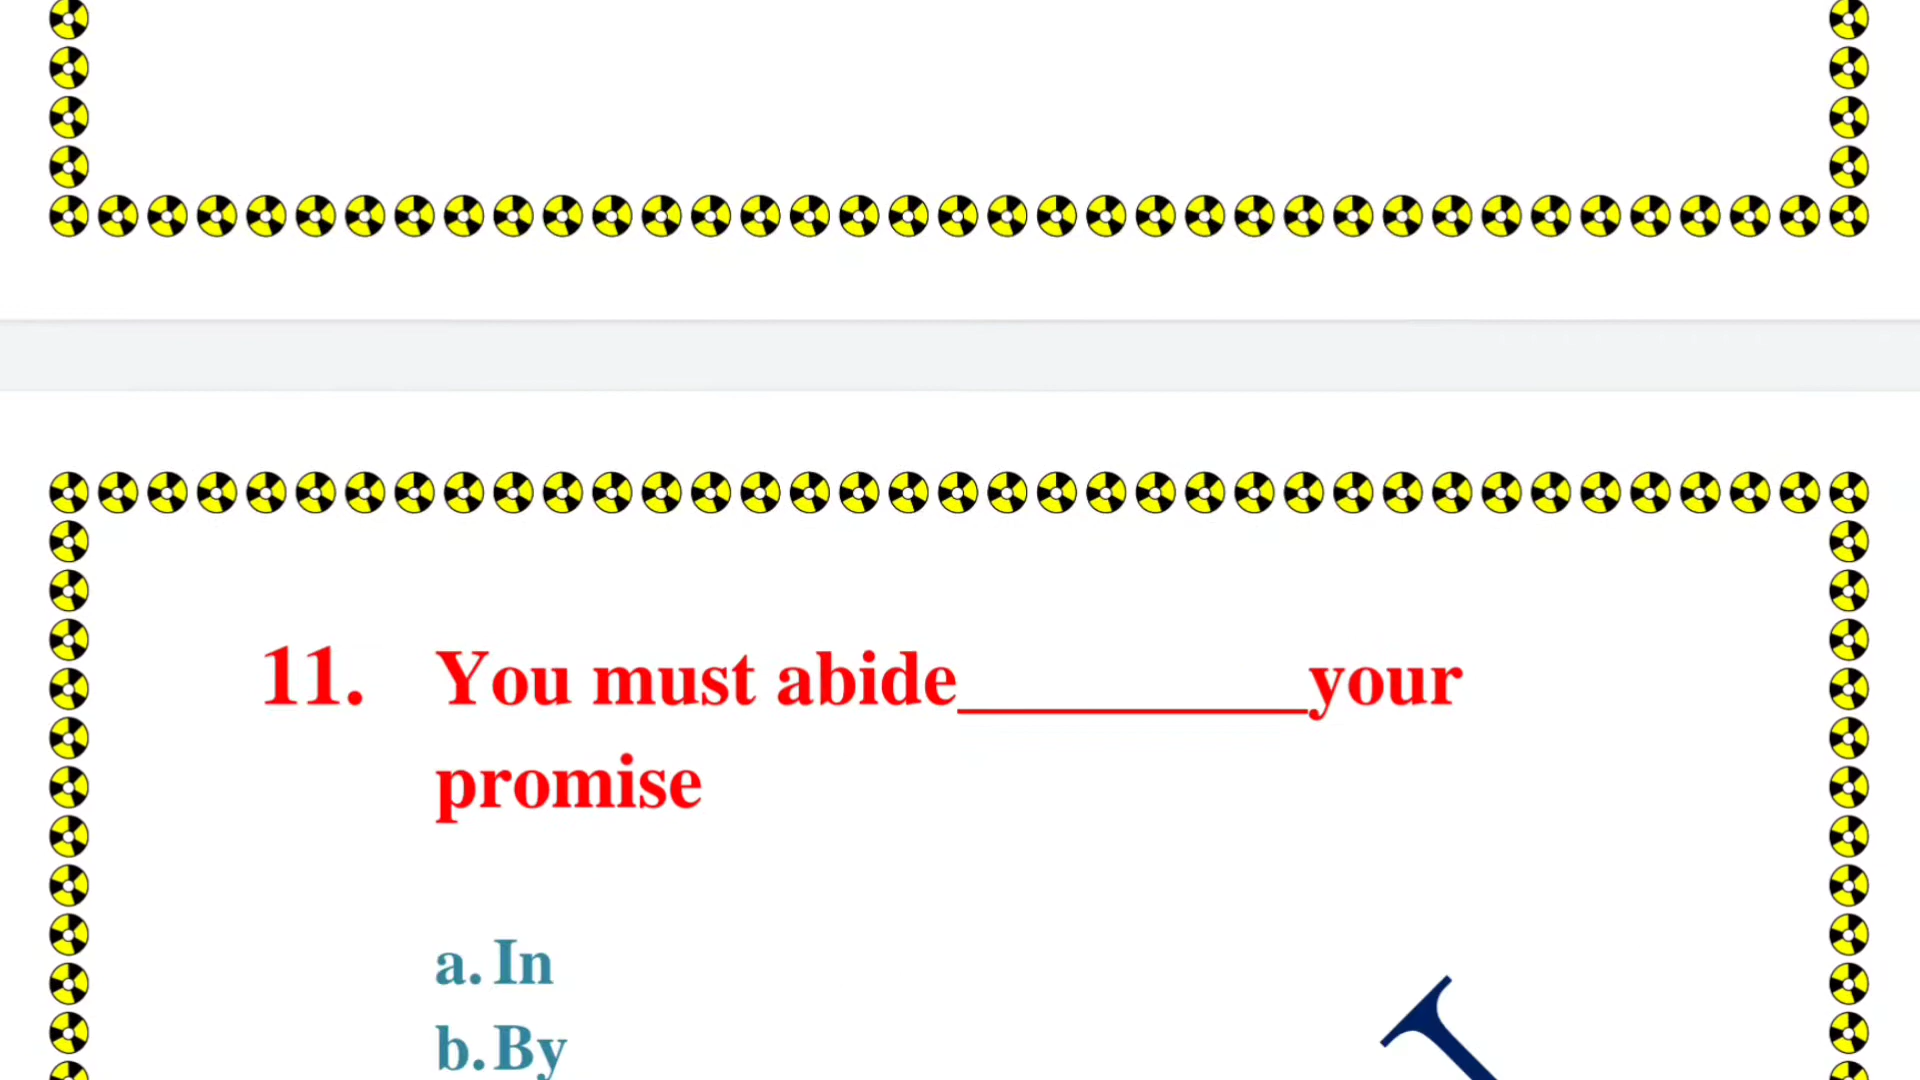 11. You must abide__________your
promise
a. In
b. By